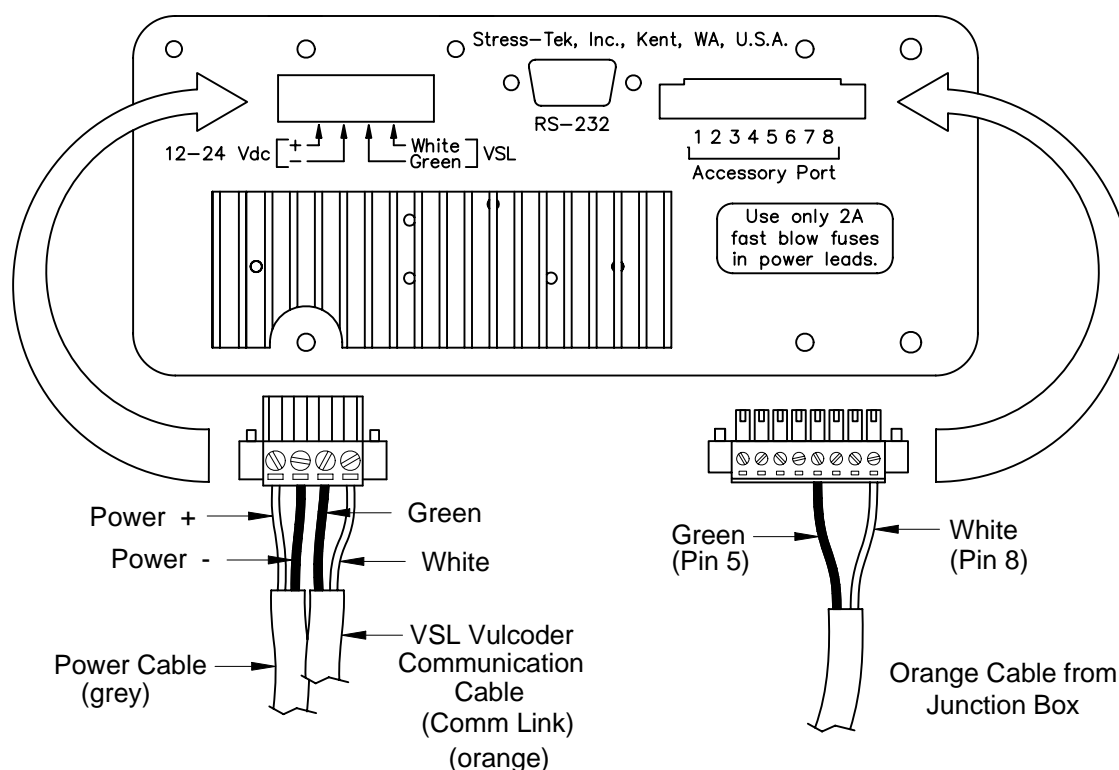 Stress-Tek, Inc., Kent, WA, U.S.A.
RS-232
12-24 Vdc
+
-
White
Green
VSL
1 2 3 4 5 6 7 8
Accessory Port
Use only 2A
fast blow fuses
in power leads.
Power +
Power -
Green
White
Power Cable
(grey)
VSL Vulcoder
Communication
Cable
(Comm Link)
(orange)
Green
(Pin 5)
White
(Pin 8)
Orange Cable from
Junction Box